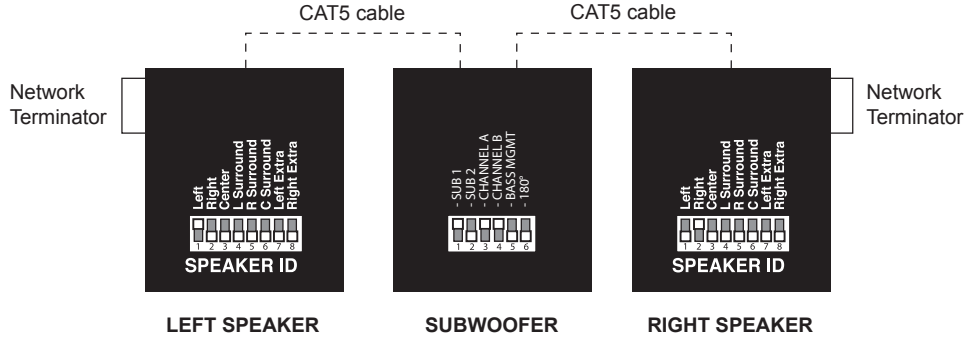 CAT5 cable
CAT5 cable
Network
Terminator
Network
Terminator
Left
Right
Center
L Surround
R Surround
C Surround
Left Extra
Right Extra
1 2 3 4 5 6 7 8
SPEAKER ID
- SUB 1
- SUB 2
- CHANNEL A
- CHANNEL B
- BASS MGMT
- 180°
1 2 3 4 5 6
Left
Right
Center
L Surround
R Surround
C Surround
Left Extra
Right Extra
1 2 3 4 5 6 7 8
SPEAKER ID
LEFT SPEAKER
SUBWOOFER
RIGHT SPEAKER